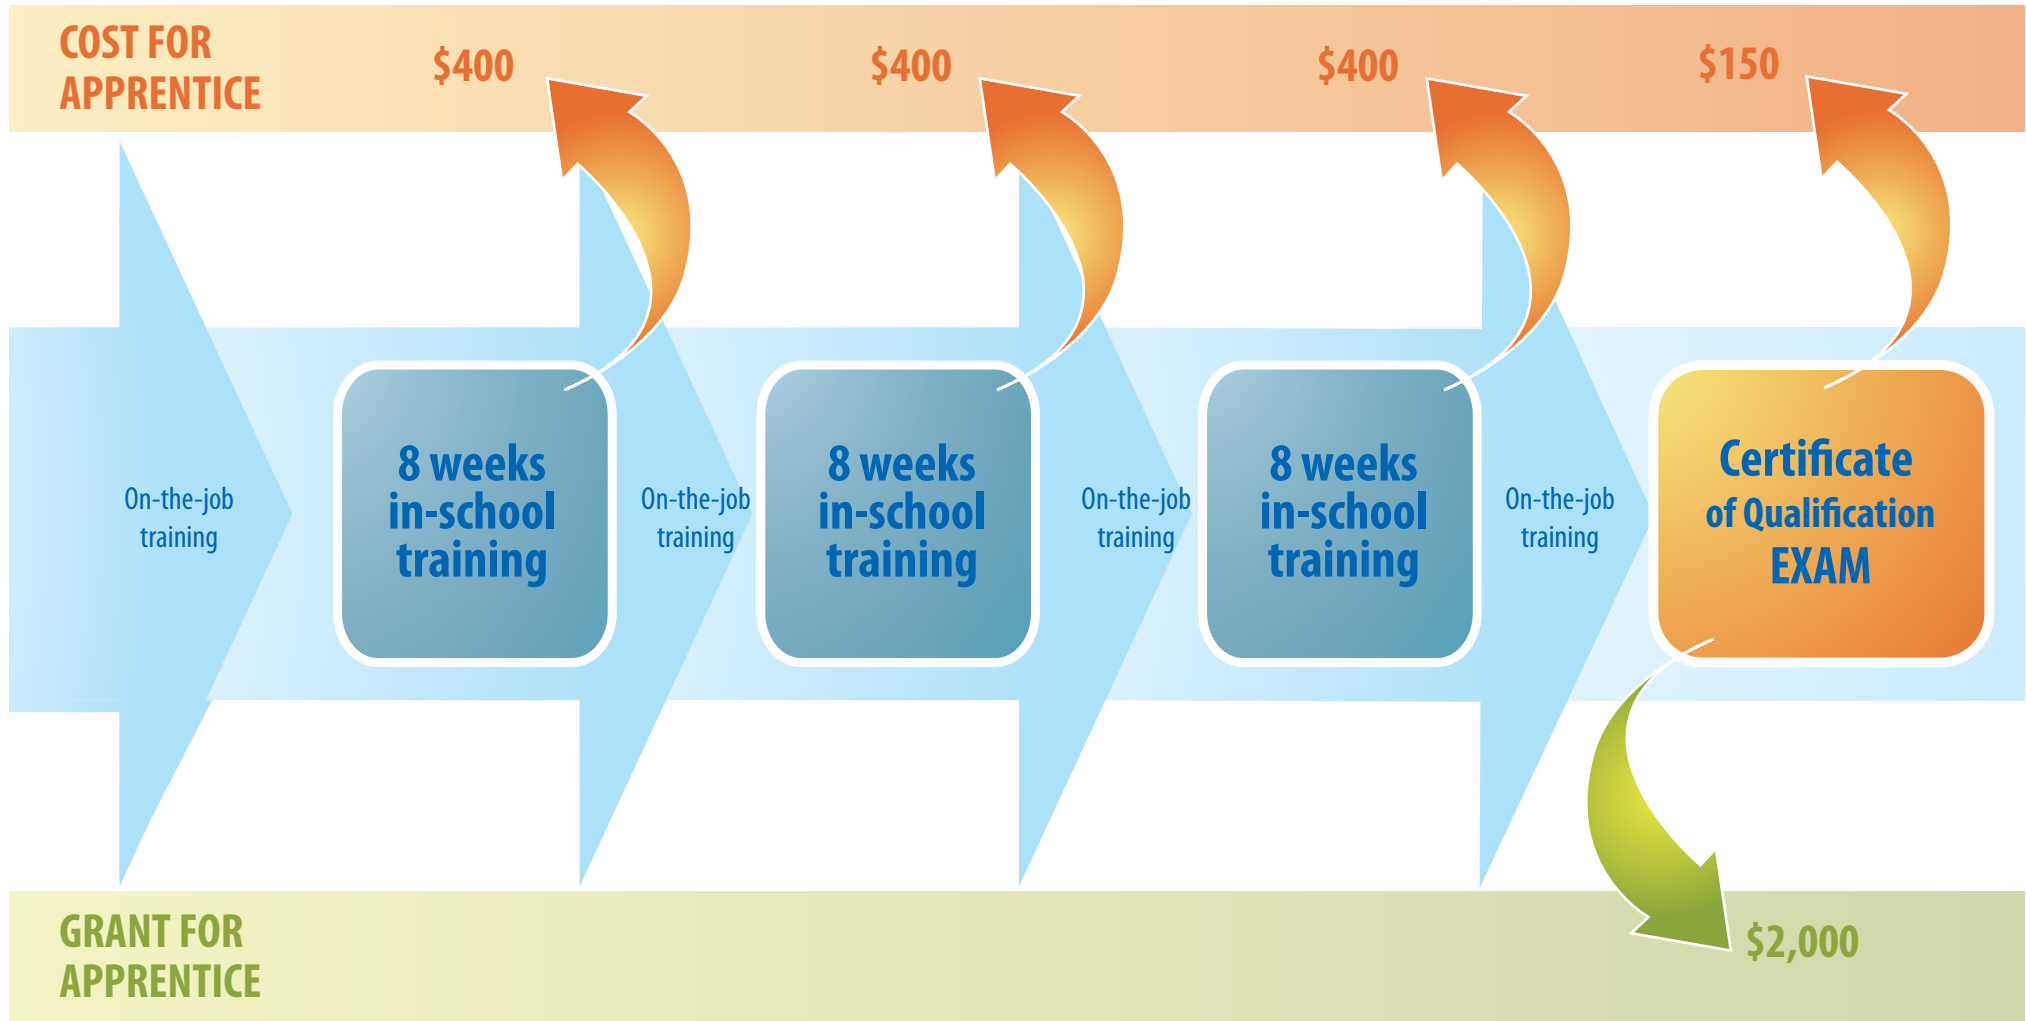 COST FOR
APPRENTICE
$400
$400
$400
$150
On-the-job
training
8 weeks
in-school
training
On-the-job
training
8 weeks
in-school
training
On-the-job
training
8 weeks
in-school
training
On-the-job
training
Certificate
of Qualification
EXAM
GRANT FOR
APPRENTICE
$2,000